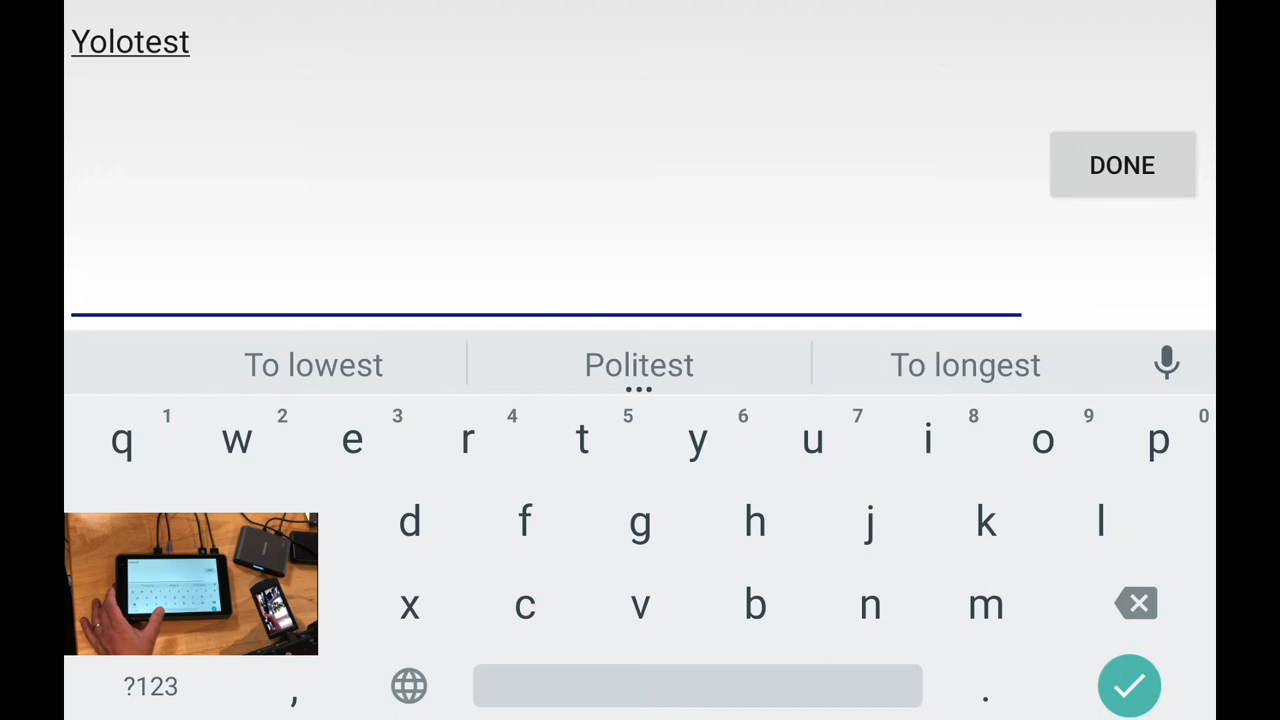 Yolotest
DONE
To lowest Politest To longest
1 2 3 4 5 6 7 8 9 0
q w e r t y u i o p
d f g h j k l
x c v b n m
?123 , .